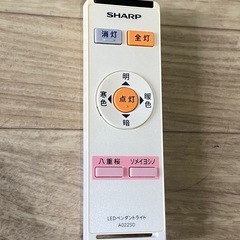 SHARP
消灯 全灯
明
寒色 点灯 暖色
暗
八重桜 ソメイヨシノ
LEDペンダントライト
A022SD